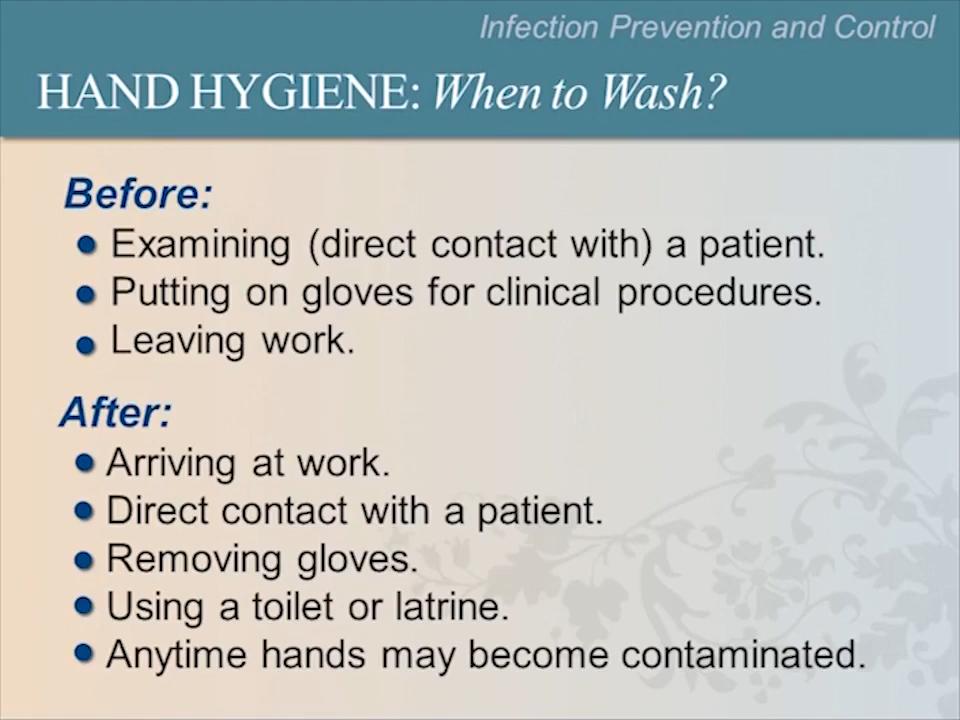 Infection Prevention and Control
HAND HYGIENE: When to Wash?
Before:
Examining (direct contact with) a patient.
Putting on gloves for clinical procedures.
Leaving work.
After:
Arriving at work.
Direct contact with a patient.
Removing gloves.
Using a toilet or latrine.
Anytime hands may become contaminated.